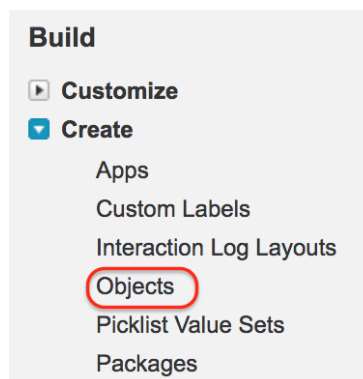 Build
Customize
Create
Apps
Custom Labels
Interaction Log Layouts
Objects
Picklist Value Sets
Packages